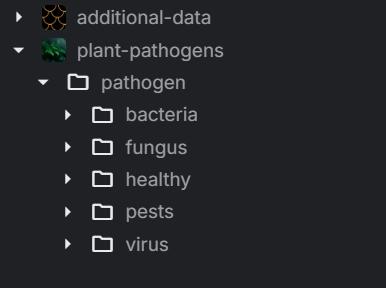 additional-data
plant-pathogens
pathogen
bacteria
fungus
healthy
pests
virus